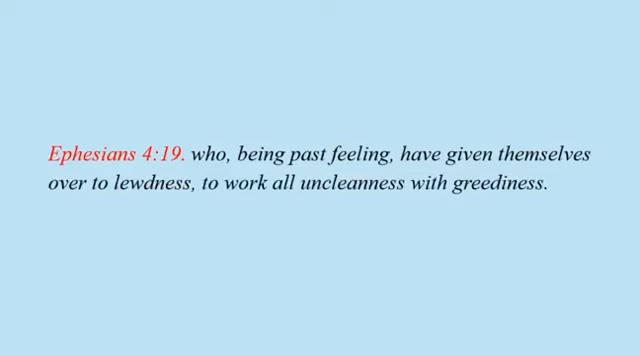 Ephesians 4:19. who, being past feeling, have given themselves
over to lewdness, to work all uncleanness with greediness.